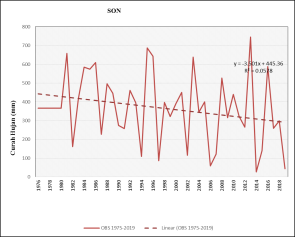 SON
800
700
600
500
400
300
200
100
0
Curah Hujan (mm)
y = -3.501x + 445.36
R² = 0.0528
1976 1978 1980 1982 1984 1986 1988 1990 1992 1994 1996 1998 2000 2002 2004 2006 2008 2010 2012 2014 2016 2018
OBS 1975-2019 Linear (OBS 1975-2019)